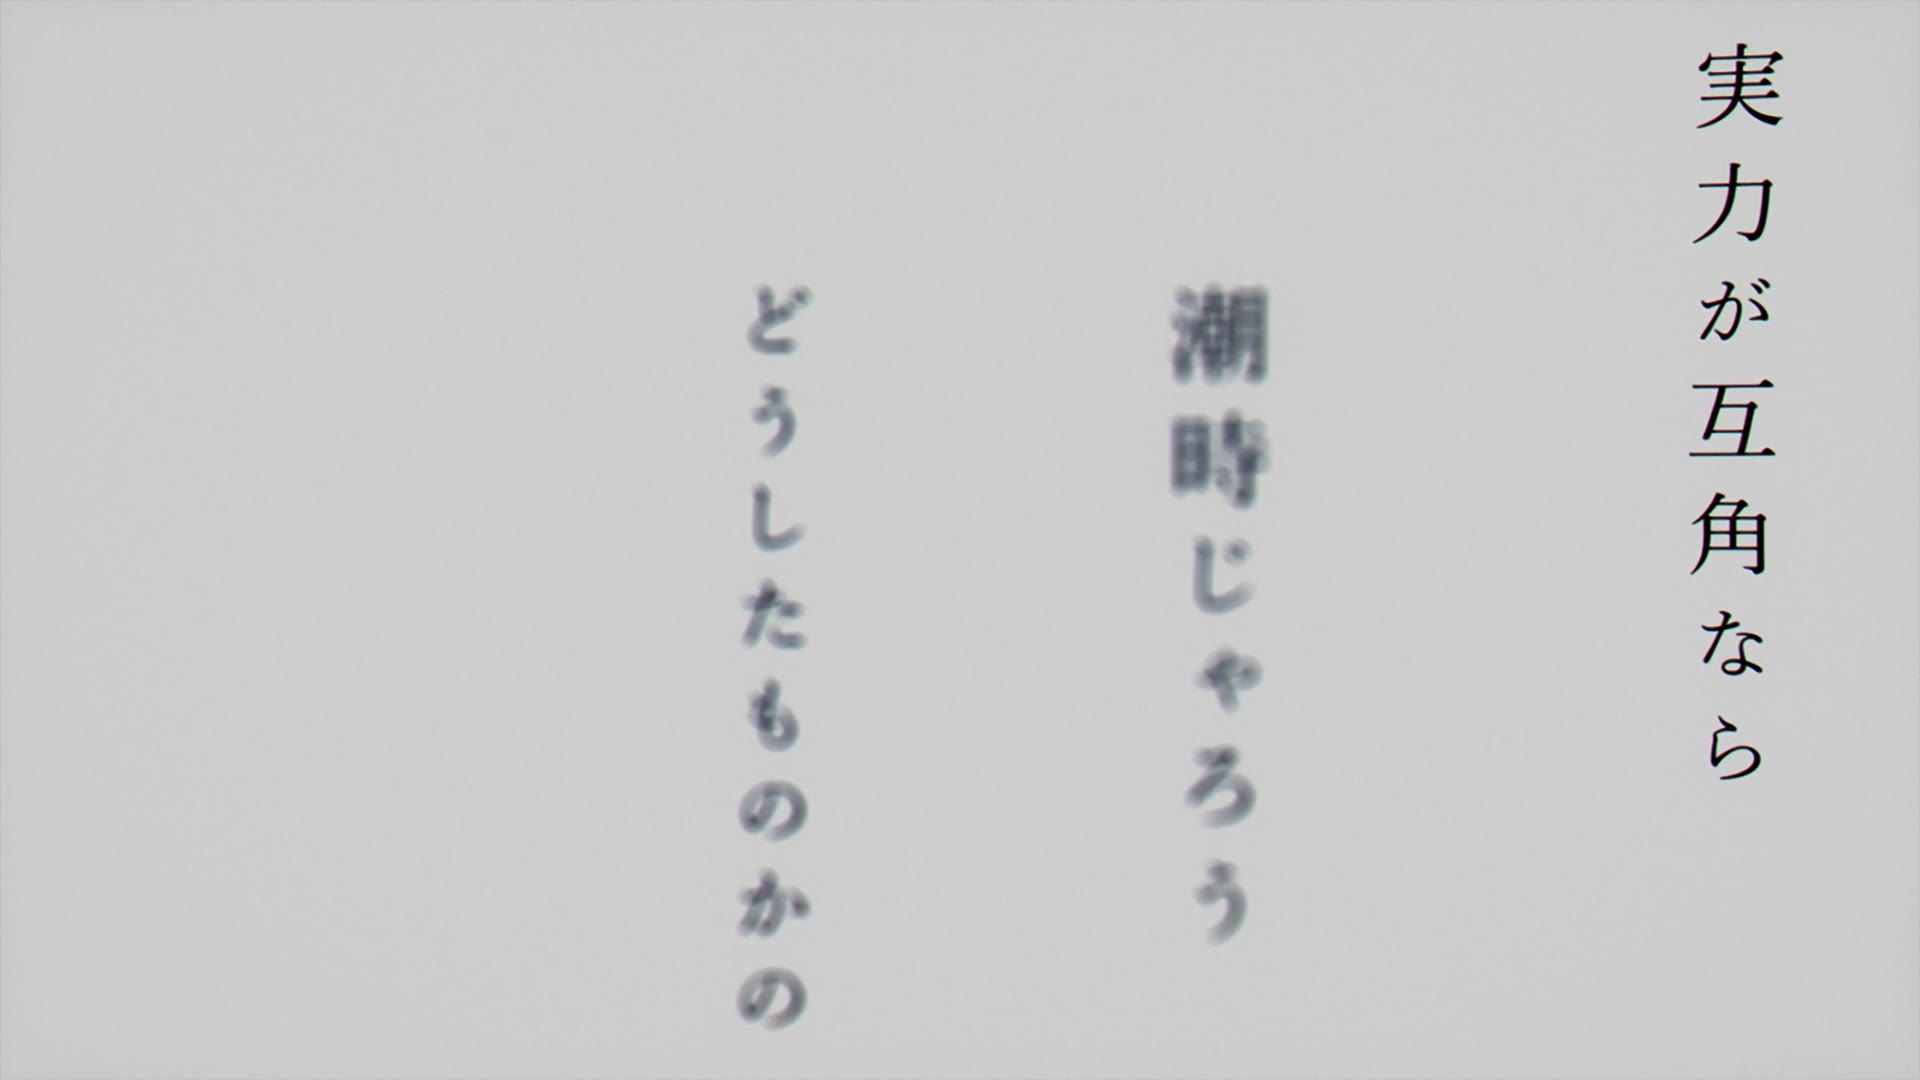 実力が互角なら
潮時じゃろう
どうしたものかの